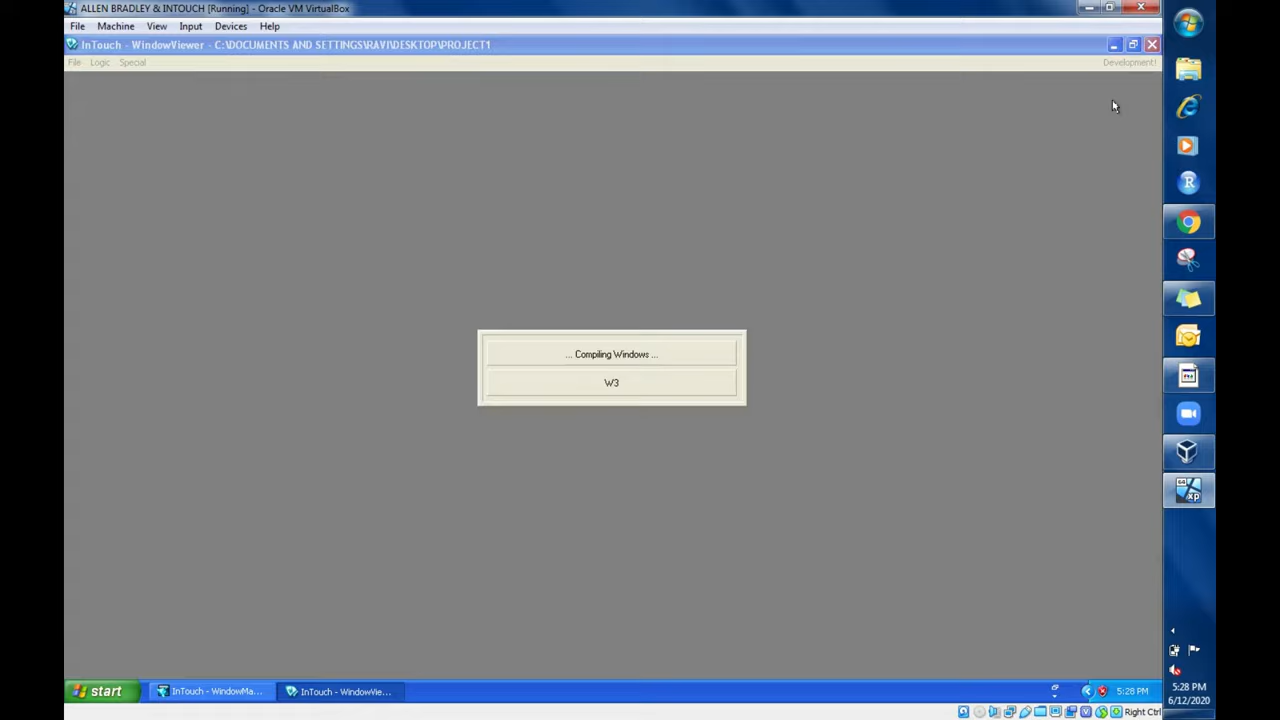 ALLEN BRADLEY & INTOUCH [Running] - Oracle VM VirtualBox
File Machine View Input Devices Help
InTouch - WindowViewer - C:\DOCUMENTS AND SETTINGS\RAVI\DESKTOP\PROJECT1
File Logic Special Development!
... Compiling Windows ...
W3
R
64
xp
start InTouch - WindowMa... InTouch - WindowVie... 5:28 PM
5:28 PM
6/12/2020
Right Ctrl